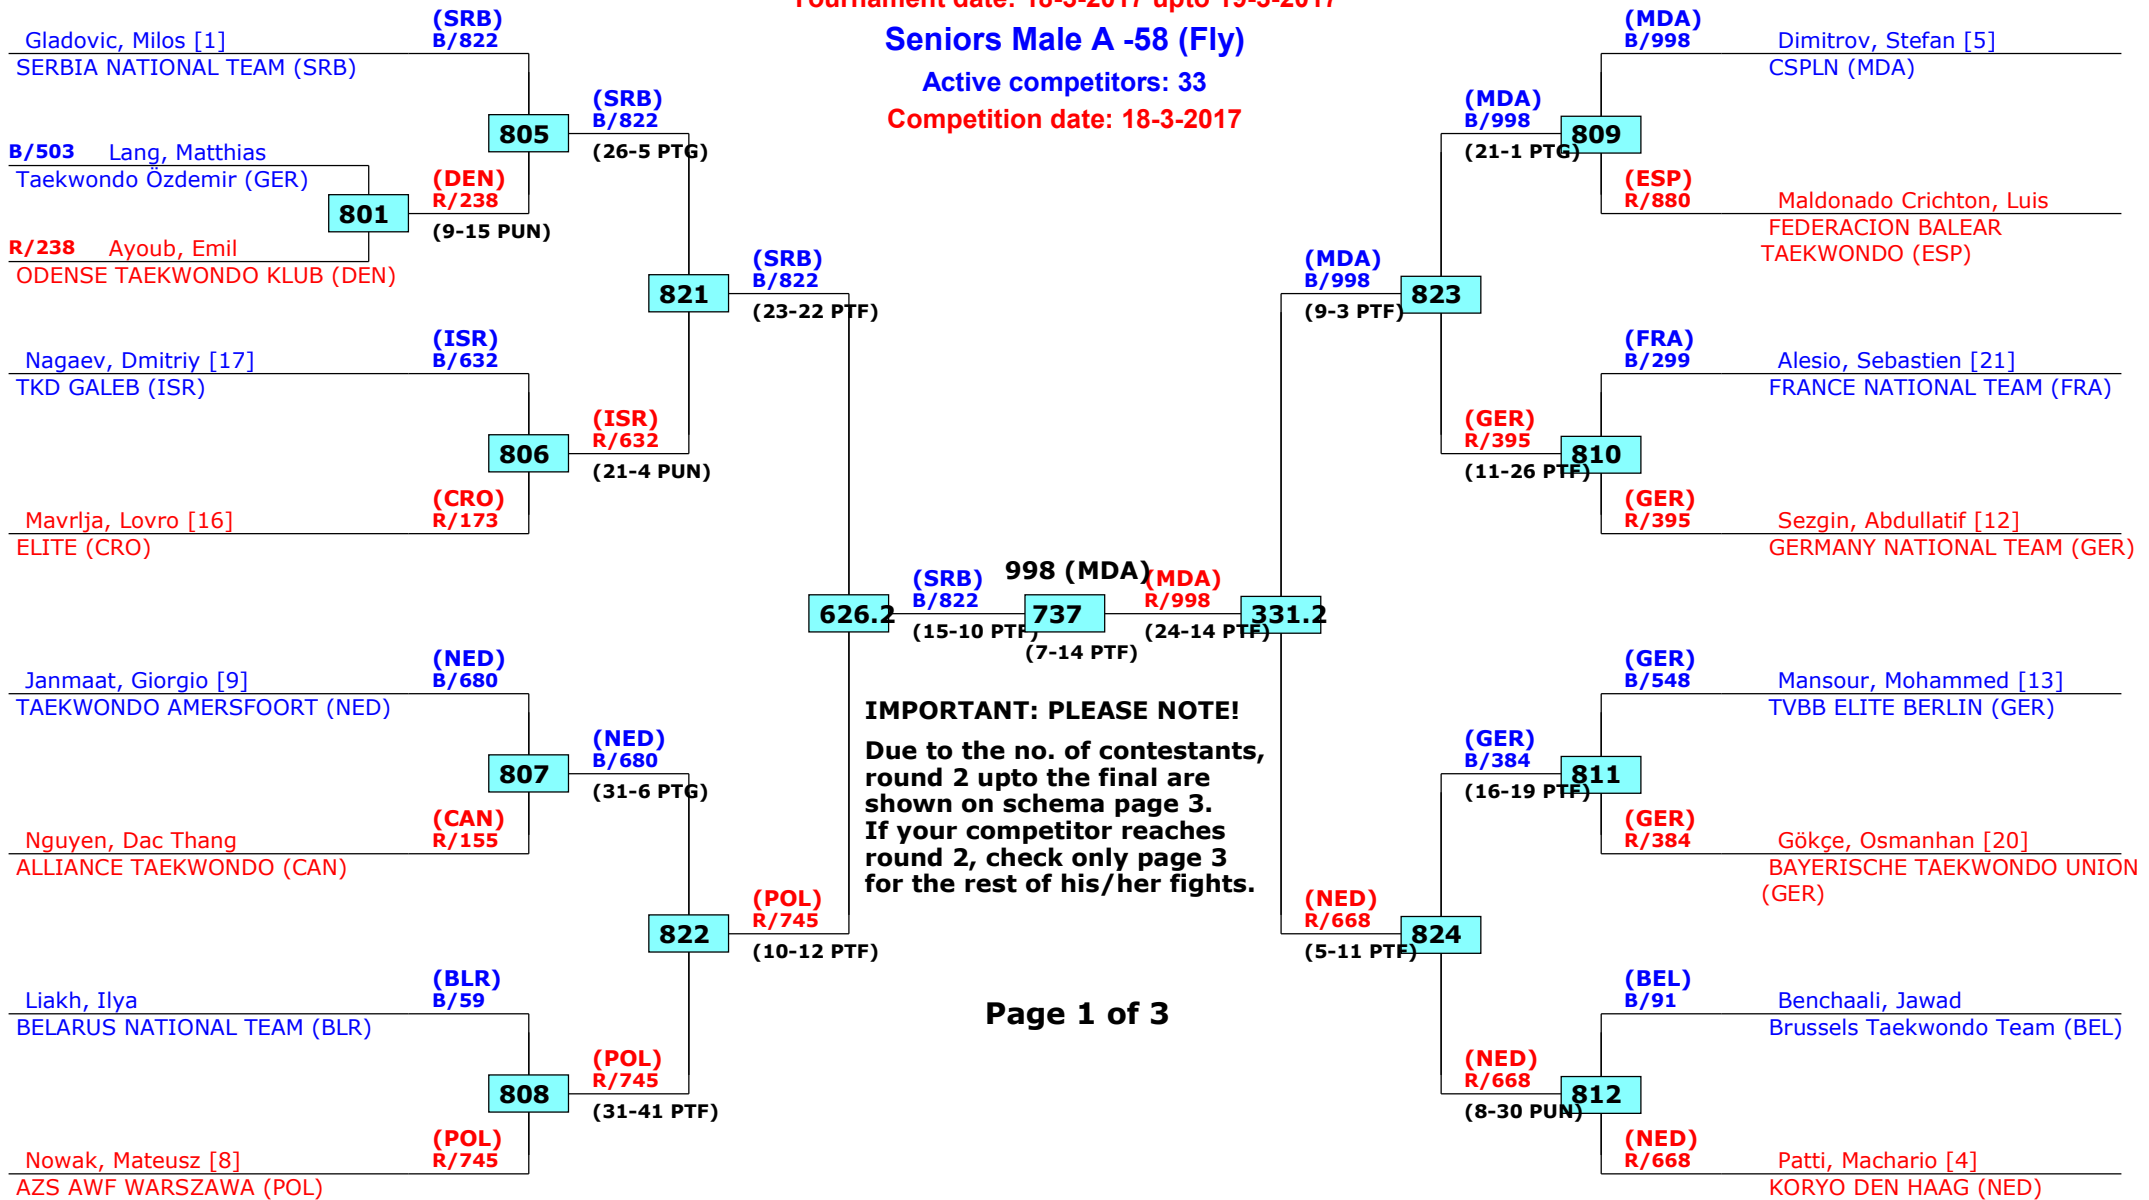 Tournament date: 18-3-2017 upto 19-3-2017
Seniors Male A -58 (Fly)
Active competitors: 33
Competition date: 18-3-2017
Gladovic, Milos [1]
SERBIA NATIONAL TEAM (SRB)
(SRB)
B/822
B/503 Lang, Matthias
Taekwondo Özdemir (GER)
801
R/238 Ayoub, Emil
ODENSE TAEKWONDO KLUB (DEN)
(DEN)
R/238
(9-15 PUN)
805
(SRB)
B/822
(26-5 PTG)
Nagaev, Dmitriy [17]
TKD GALEB (ISR)
(ISR)
B/632
806
Mavrlja, Lovro [16]
ELITE (CRO)
(CRO)
R/173
(ISR)
R/632
(21-4 PUN)
821
(SRB)
B/822
(23-22 PTF)
Janmaat, Giorgio [9]
TAEKWONDO AMERSFOORT (NED)
(NED)
B/680
807
Nguyen, Dac Thang
ALLIANCE TAEKWONDO (CAN)
(CAN)
R/155
(NED)
B/680
(31-6 PTG)
Liakh, Ilya
BELARUS NATIONAL TEAM (BLR)
(BLR)
B/59
808
Nowak, Mateusz [8]
AZS AWF WARSZAWA (POL)
(POL)
R/745
(POL)
R/745
(31-41 PTF)
822
(POL)
R/745
(10-12 PTF)
626.2
(SRB)
B/822
(15-10 PTF)
998 (MDA)
737
(7-14 PTF)
(MDA)
R/998
(24-14 PTF)
331.2
IMPORTANT: PLEASE NOTE!
Due to the no. of contestants,
round 2 upto the final are
shown on schema page 3.
If your competitor reaches
round 2, check only page 3
for the rest of his/her fights.
Page 1 of 3
(MDA)
B/998
(9-3 PTF)
823
(MDA)
B/998
(21-1 PTG)
809
(MDA)
B/998
Dimitrov, Stefan [5]
CSPLN (MDA)
(ESP)
R/880
Maldonado Crichton, Luis
FEDERACION BALEAR
TAEKWONDO (ESP)
(GER)
R/395
(11-26 PTF)
810
(FRA)
B/299
Alesio, Sebastien [21]
FRANCE NATIONAL TEAM (FRA)
(GER)
R/395
Sezgin, Abdullatif [12]
GERMANY NATIONAL TEAM (GER)
(NED)
R/668
(5-11 PTF)
824
(GER)
B/384
(16-19 PTF)
811
(GER)
B/548
Mansour, Mohammed [13]
TVBB ELITE BERLIN (GER)
(GER)
R/384
Gökçe, Osmanhan [20]
BAYERISCHE TAEKWONDO UNION
(GER)
(NED)
R/668
(8-30 PUN)
812
(BEL)
B/91
Benchaali, Jawad
Brussels Taekwondo Team (BEL)
(NED)
R/668
Patti, Machario [4]
KORYO DEN HAAG (NED)